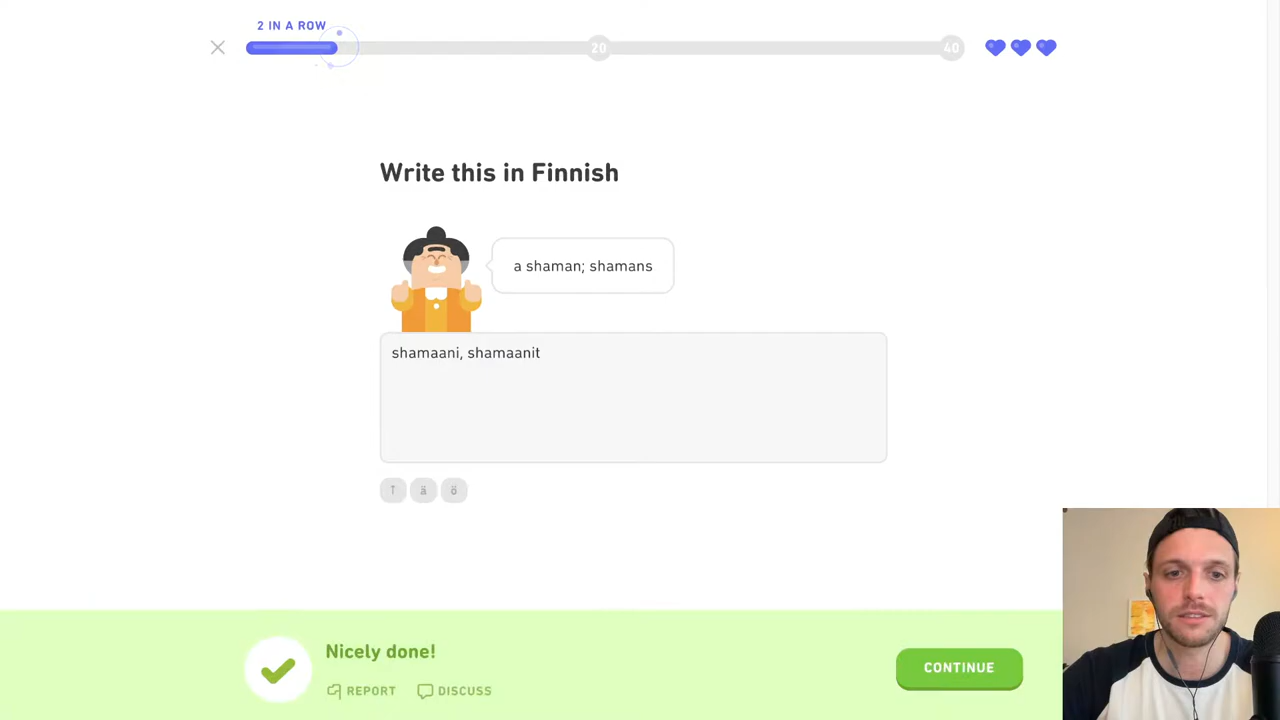 2 IN A ROW
20
40
Write this in Finnish
a shaman; shamans
shamaani, shamaanit
↑ ä ö
Nicely done!
REPORT DISCUSS
CONTINUE